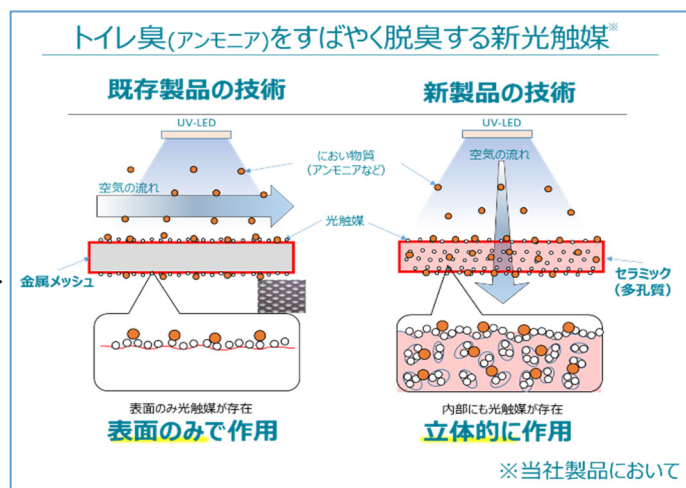 トイレ臭(アンモニア)をすばやく脱臭する新光触媒※
既存製品の技術
新製品の技術
UV-LED
UV-LED
におい物質
(アンモニアなど)
空気の流れ
空気の流れ
光触媒
金属メッシュ
セラミック
(多孔質)
表面のみ光触媒が存在
表面のみで作用
内部にも光触媒が存在
立体的に作用
※当社製品において